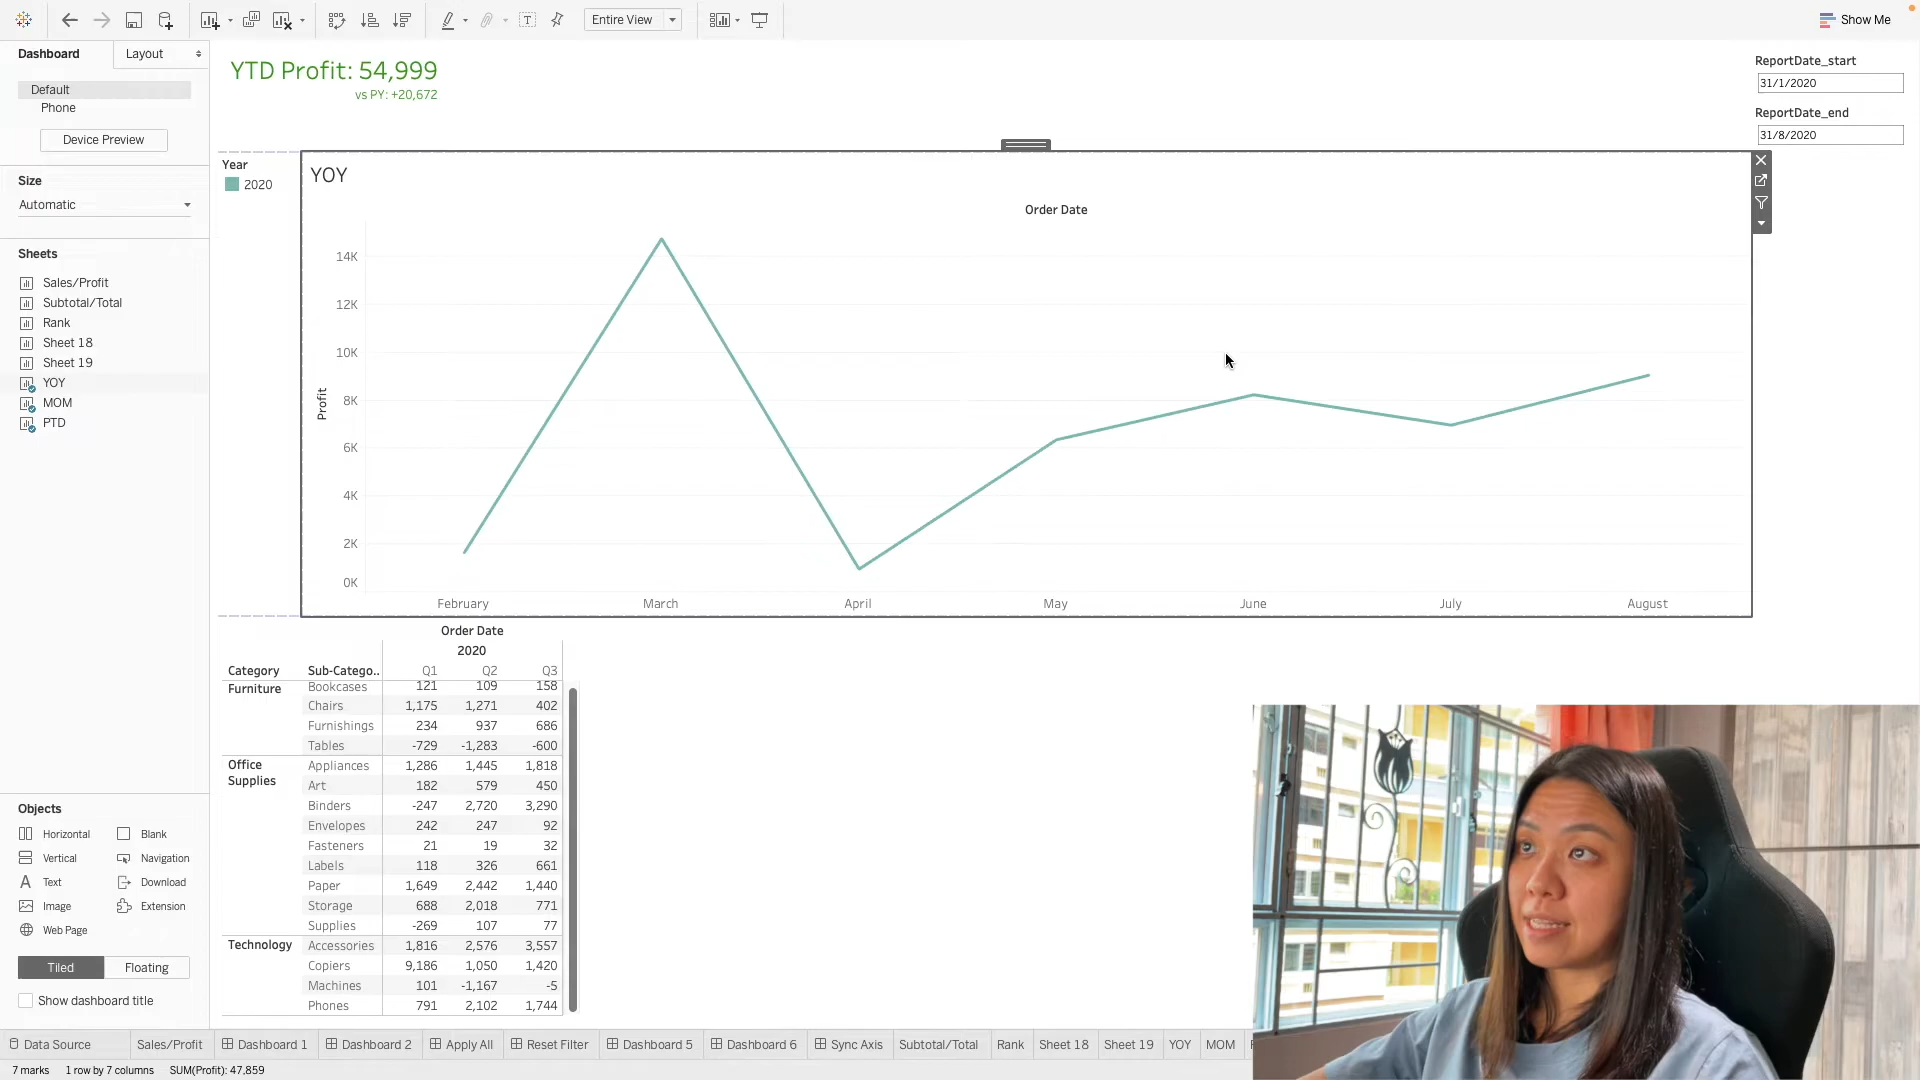 Entire View
Show Me
Dashboard
Layout
Default
Phone
Device Preview
Size
Automatic
Sheets
Sales/Profit
Subtotal/Total
Rank
Sheet 18
Sheet 19
YOY
MOM
PTD
Objects
Horizontal
Blank
Vertical
Navigation
Text
Download
Image
Extension
Web Page
Tiled
Floating
Show dashboard title
YTD Profit: 54,999
vs PY: +20,672
ReportDate_start
31/1/2020
ReportDate_end
31/8/2020
Year
2020
YOY
Order Date
Profit
14K
12K
10K
8K
6K
4K
2K
0K
February March April May June July August
Order Date
2020
Category Sub-Catego.. Q1 Q2 Q3
Furniture Bookcases 121 109 158
Chairs 1,175 1,271 402
Furnishings 234 937 686
Tables -729 -1,283 -600
Office Supplies Appliances 1,286 1,445 1,818
Art 182 579 450
Binders -247 2,720 3,290
Envelopes 242 247 92
Fasteners 21 19 32
Labels 118 326 661
Paper 1,649 2,442 1,440
Storage 688 2,018 771
Supplies -269 107 77
Technology Accessories 1,816 2,576 3,557
Copiers 9,186 1,050 1,420
Machines 101 -1,167 -5
Phones 791 2,102 1,744
Data Source Sales/Profit Dashboard 1 Dashboard 2 Apply All Reset Filter Dashboard 5 Dashboard 6 Sync Axis Subtotal/Total Rank Sheet 18 Sheet 19 YOY MOM
7 marks 1 row by 7 columns SUM(Profit): 47,859